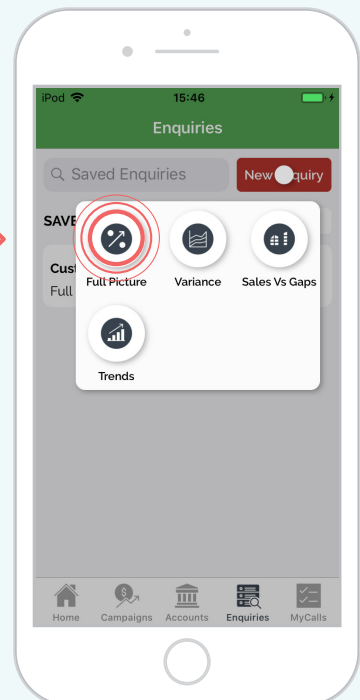 iPod 15:46
Enquiries
Saved Enquiries New quiry
SAVE
Cust
Full
Full Picture Variance Sales Vs Gaps
Trends
Home Campaigns Accounts Enquiries MyCalls